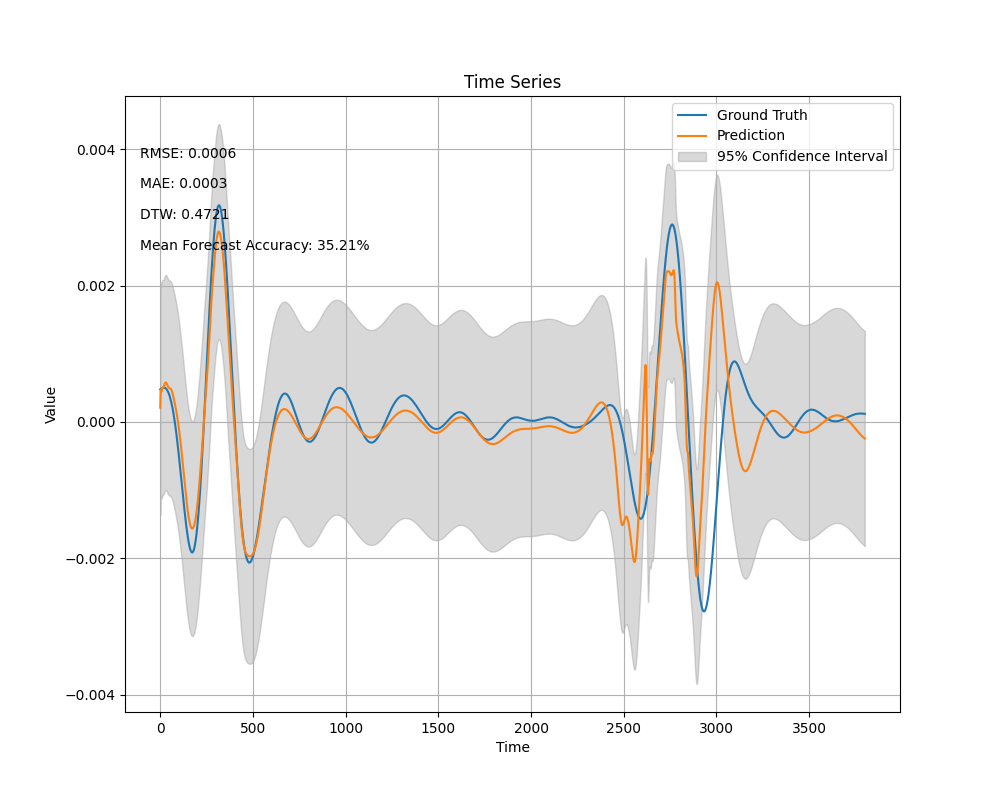 Time Series
Ground Truth
Prediction
95% Confidence Interval
RMSE: 0.0006
MAE: 0.0003
DTW: 0.4721
Mean Forecast Accuracy: 35.21%
Value
0.004
0.002
0.000
−0.002
−0.004
0 500 1000 1500 2000 2500 3000 3500
Time